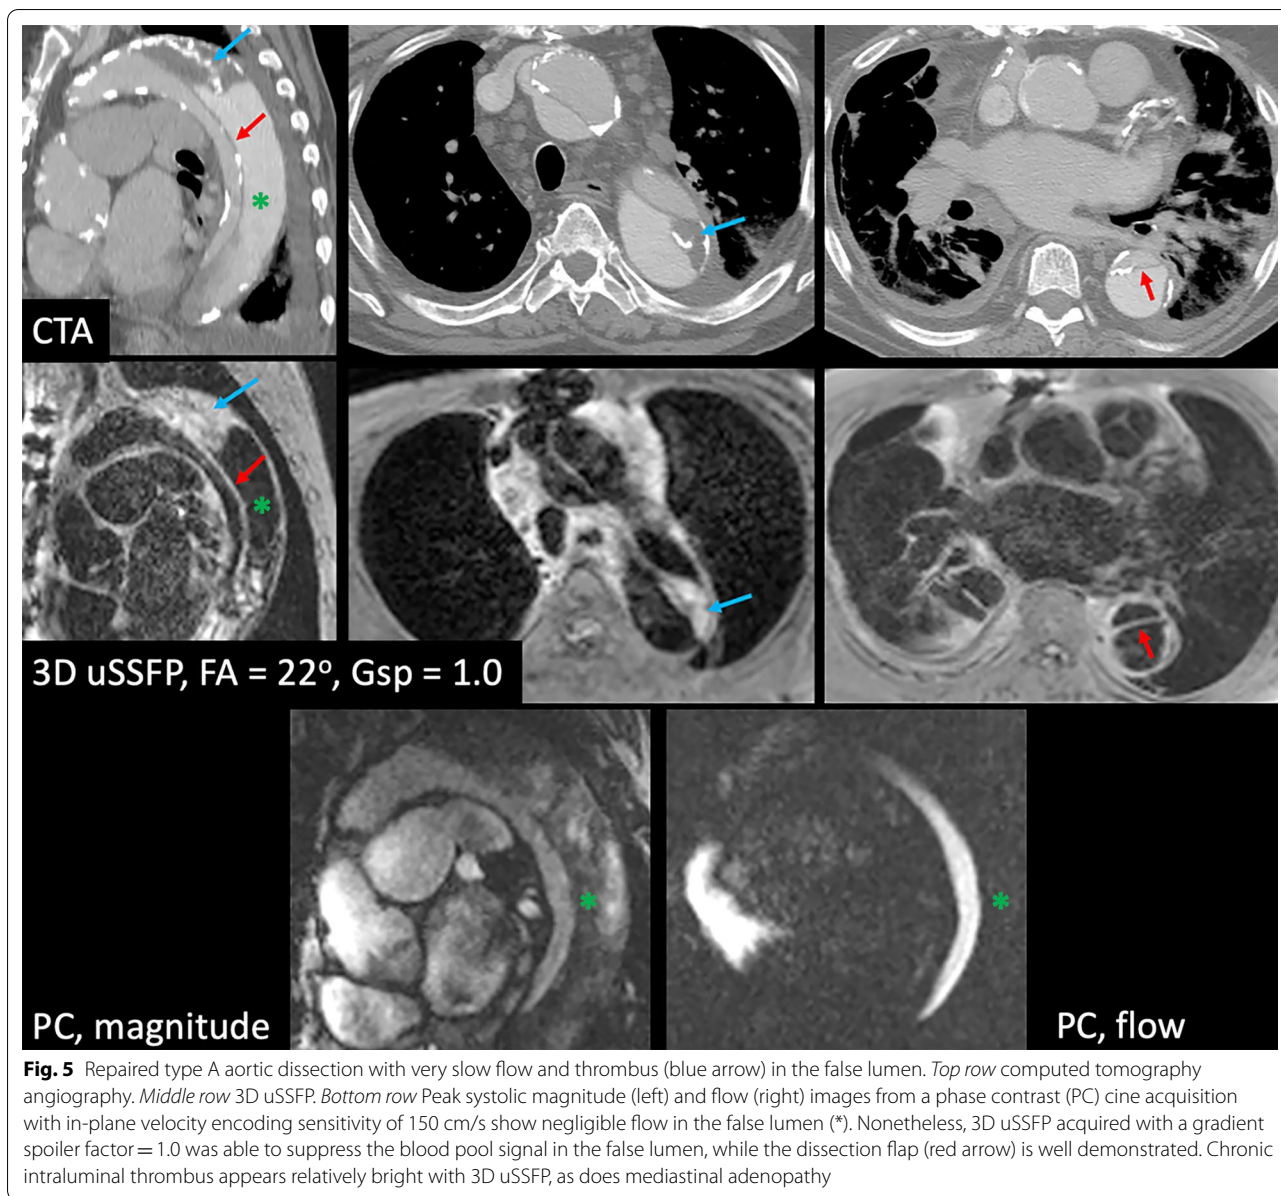 CTA
3D uSSFP, FA = 22°, Gsp = 1.0
PC, magnitude
PC, flow
Fig. 5 Repaired type A aortic dissection with very slow flow and thrombus (blue arrow) in the false lumen. Top row computed tomography
angiography. Middle row 3D uSSFP. Bottom row Peak systolic magnitude (left) and flow (right) images from a phase contrast (PC) cine acquisition
with in-plane velocity encoding sensitivity of 150 cm/s show negligible flow in the false lumen (*). Nonetheless, 3D uSSFP acquired with a gradient
spoiler factor = 1.0 was able to suppress the blood pool signal in the false lumen, while the dissection flap (red arrow) is well demonstrated. Chronic
intraluminal thrombus appears relatively bright with 3D uSSFP, as does mediastinal adenopathy